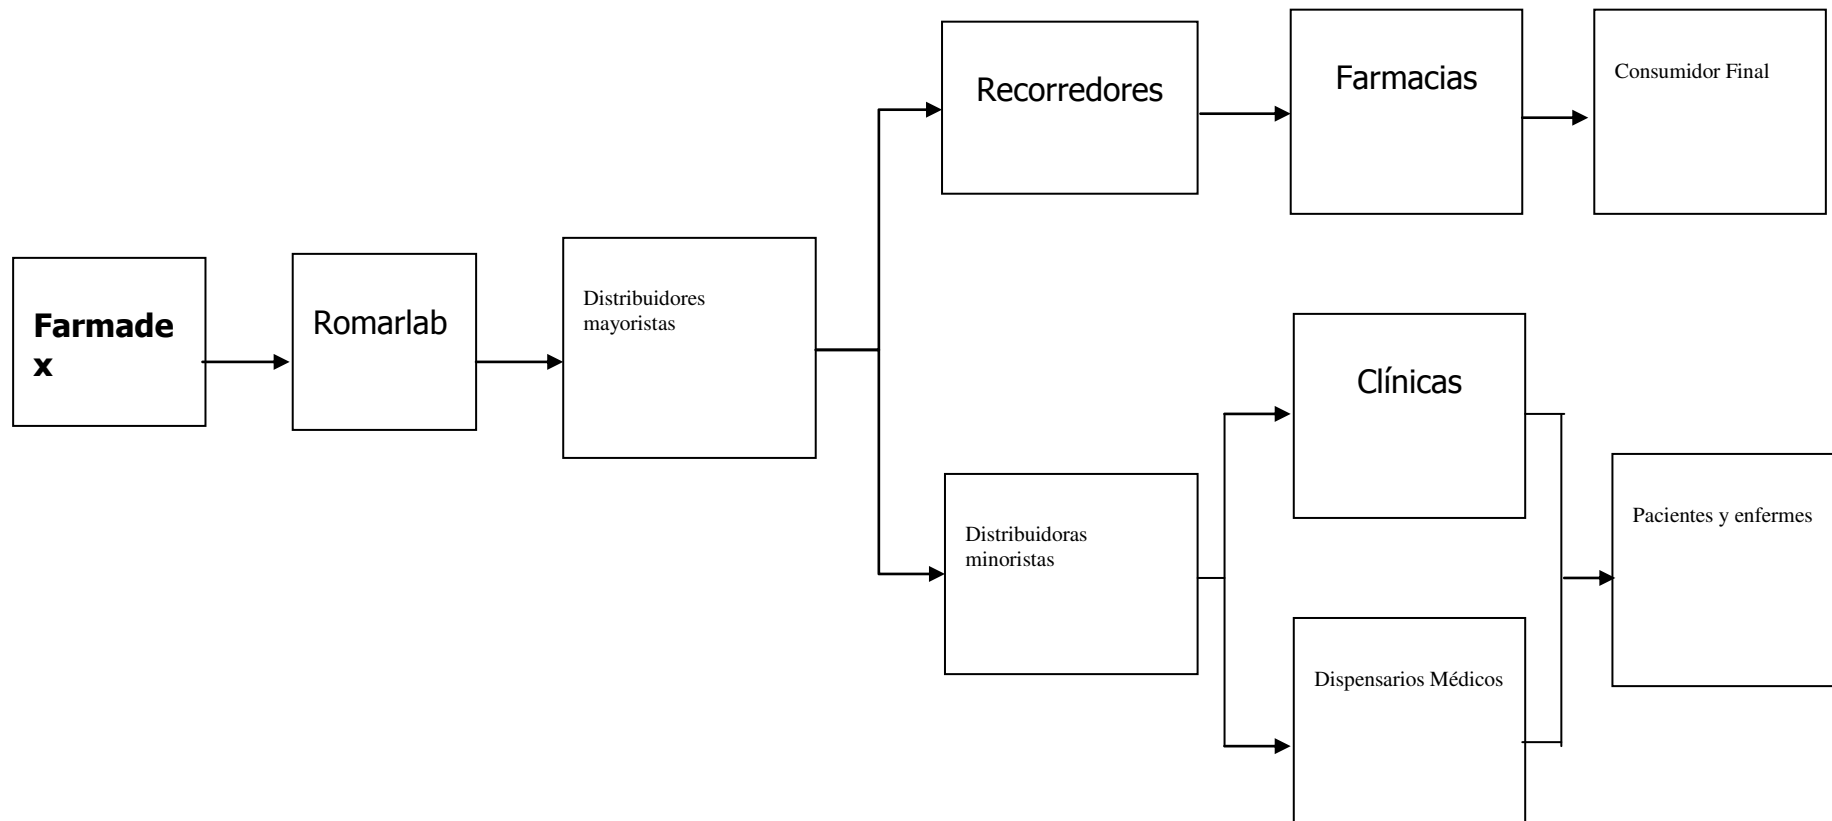 Recorredores
Farmacias
Consumidor Final
Farmade
x
Romarlab
Distribuidores
mayoristas
Clínicas
Distribuidoras
minoristas
Pacientes y enfermes
Dispensarios Médicos